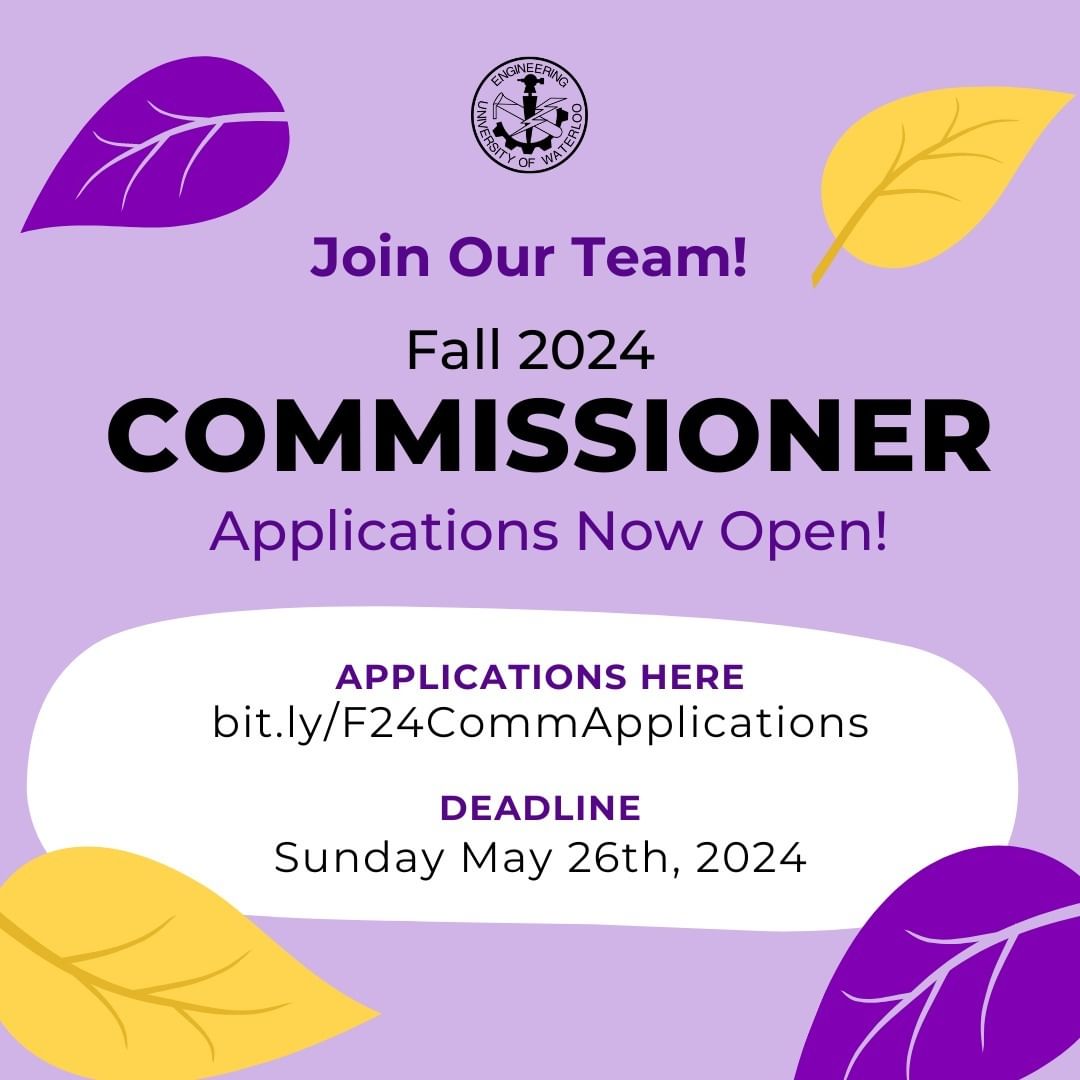 ENGINEERING
UNIVERSITY OF WATERLOO
Join Our Team!
Fall 2024
COMMISSIONER
Applications Now Open!
APPLICATIONS HERE
bit.ly/F24CommApplications
DEADLINE
Sunday May 26th, 2024